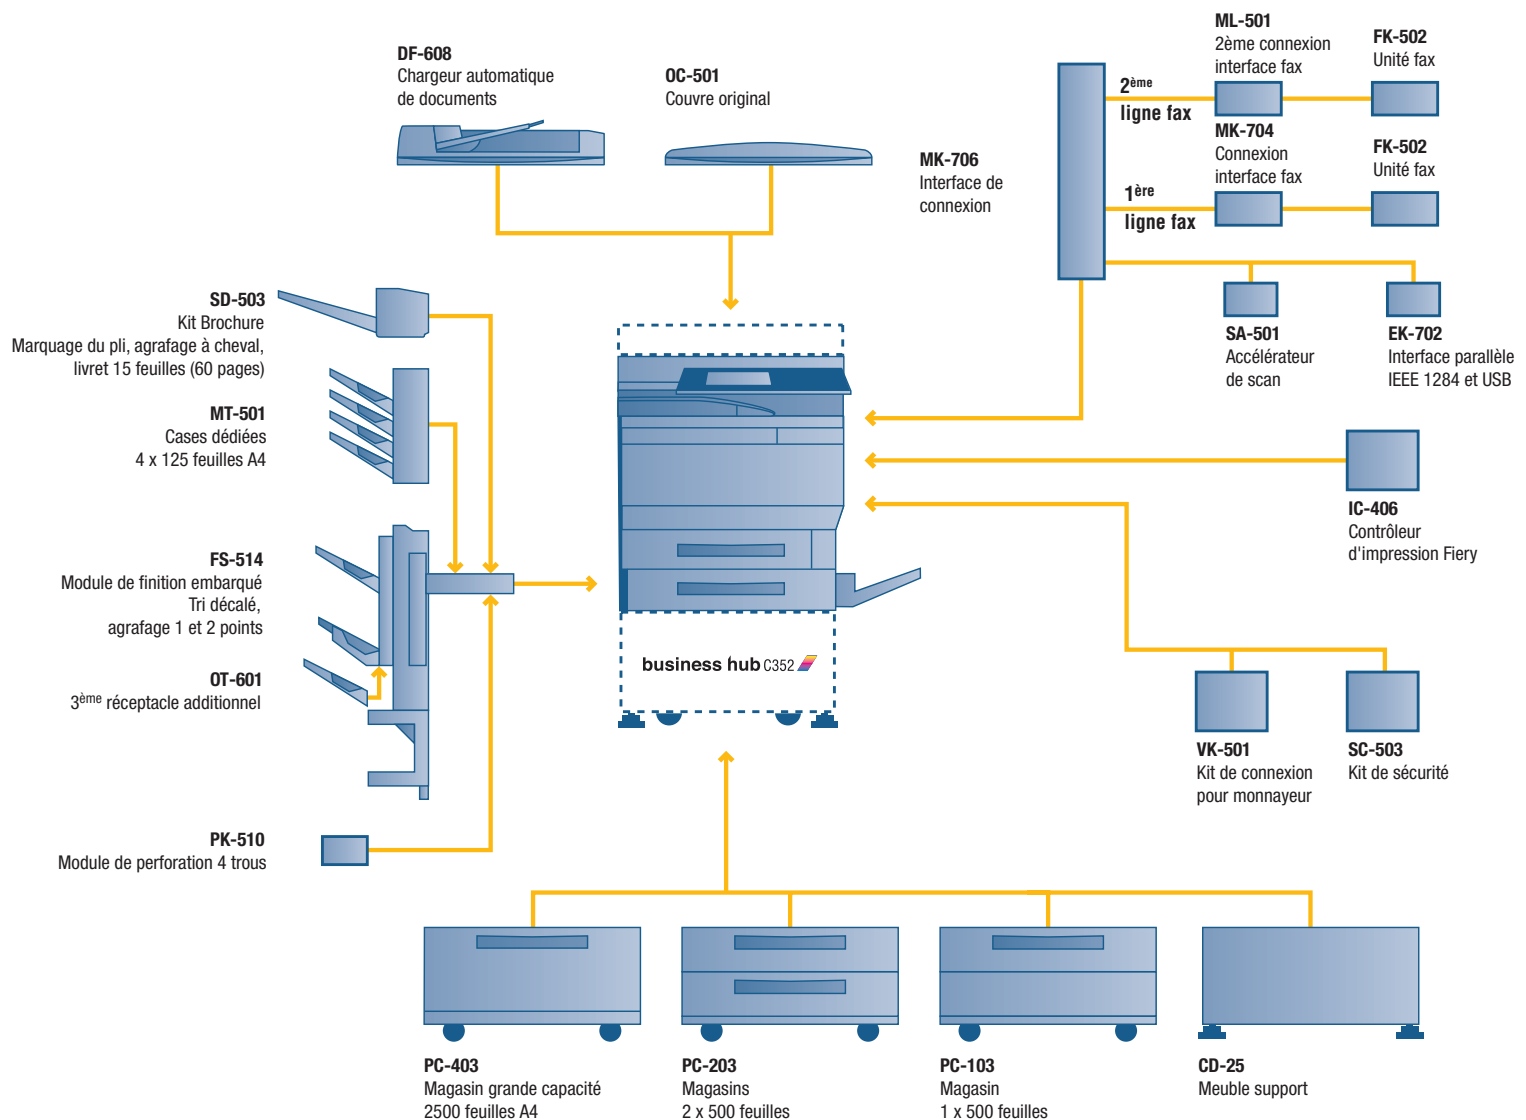 DF-608
Chargeur automatique
de documents
OC-501
Couvre original
MK-706
Interface de
connexion
ML-501
2ème connexion
interface fax
FK-502
Unité fax
2ème
ligne fax
MK-704
Connexion
interface fax
FK-502
Unité fax
1ère
ligne fax
SA-501
Accélérateur
de scan
EK-702
Interface parallèle
IEEE 1284 et USB
SD-503
Kit Brochure
Marquage du pli, agrafage à cheval,
livret 15 feuilles (60 pages)
MT-501
Cases dédiées
4 x 125 feuilles A4
FS-514
Module de finition embarqué
Tri décalé,
agrafage 1 et 2 points
OT-601
3ème réceptacle additionnel
PK-510
Module de perforation 4 trous
business hub C352
IC-406
Contrôleur
d'impression Fiery
VK-501
Kit de connexion
pour monnayeur
SC-503
Kit de sécurité
PC-403
Magasin grande capacité
2500 feuilles A4
PC-203
Magasins
2 x 500 feuilles
PC-103
Magasin
1 x 500 feuilles
CD-25
Meuble support